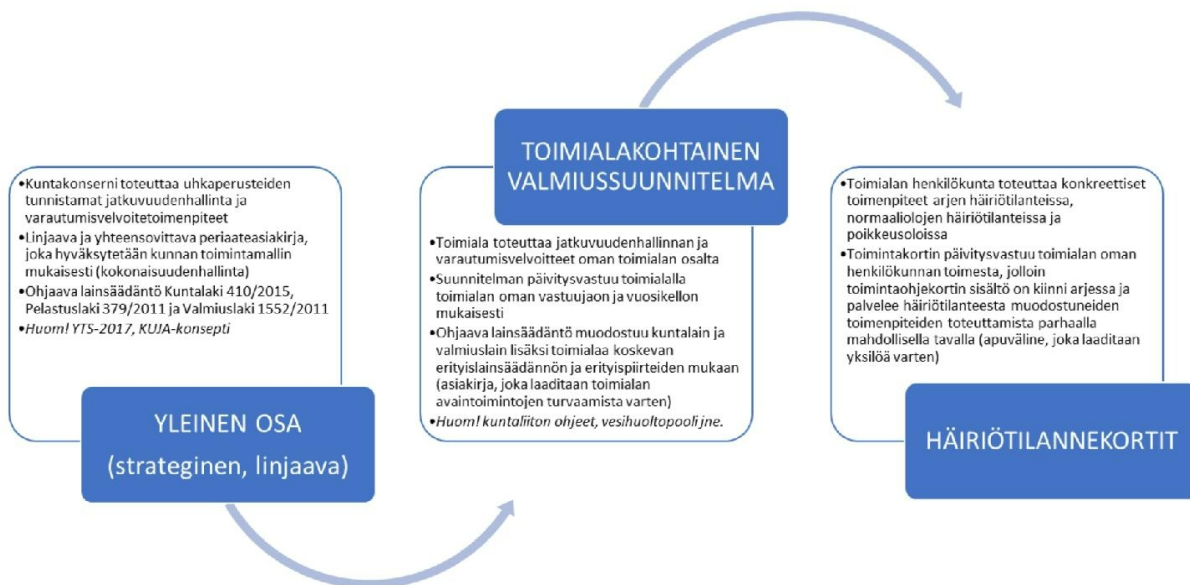 •Kuntakonserni toteuttaa uhkaperusteiden
tunnistamat jatkuvuudenhallinta ja
varautumisvelvoitetoimenpiteet
•Linjaava ja yhteensovittava periaateasiakirja,
joka hyväksytetään kunnan toimintamallin
mukaisesti (kokonaisuudenhallinta)
•Ohjaava lainsäädäntö Kuntalaki 410/2015,
Pelastuslaki 379/2011 ja Valmiuslaki 1552/2011
•Huom! YTS-2017, KUJA-konsepti
YLEINEN OSA
(strateginen, linjaava)
TOIMIALAKOHTAINEN
VALMIUSSUUNNITELMA
•Toimiala toteuttaa jatkuvuudenhallinnan ja
varautumisvelvoitteet oman toimialan osalta
•Suunnitelman päivitysvastuu toimialalla
toimialan oman vastuujaon ja vuosikellon
mukaisesti
•Ohjaava lainsäädäntö muodostuu kuntalain ja
valmiuslain lisäksi toimialaa koskevan
erityislainsäädännön ja erityispiirteiden mukaan
(asiakirja, joka laaditaan toimialan
avaintoimintojen turvaamista varten)
•Huom! kuntaliiton ohjeet, vesihuoltopooli jne.
•Toimialan henkilökunta toteuttaa konkreettiset
toimenpiteet arjen häiriötilanteissa,
normaaliolojen häiriötilanteissa ja
poikkeusoloissa
•Toimintakortin päivitysvastuu toimialan oman
henkilökunnan toimesta, jolloin
toimintaohjekortin sisältö on kiinni arjessa ja
palvelee häiriötilanteesta muodostuneiden
toimenpiteiden toteuttamista parhaalla
mahdollisella tavalla (apuväline, joka laaditaan
yksilöä varten)
HÄIRIÖTILANNEKORTIT